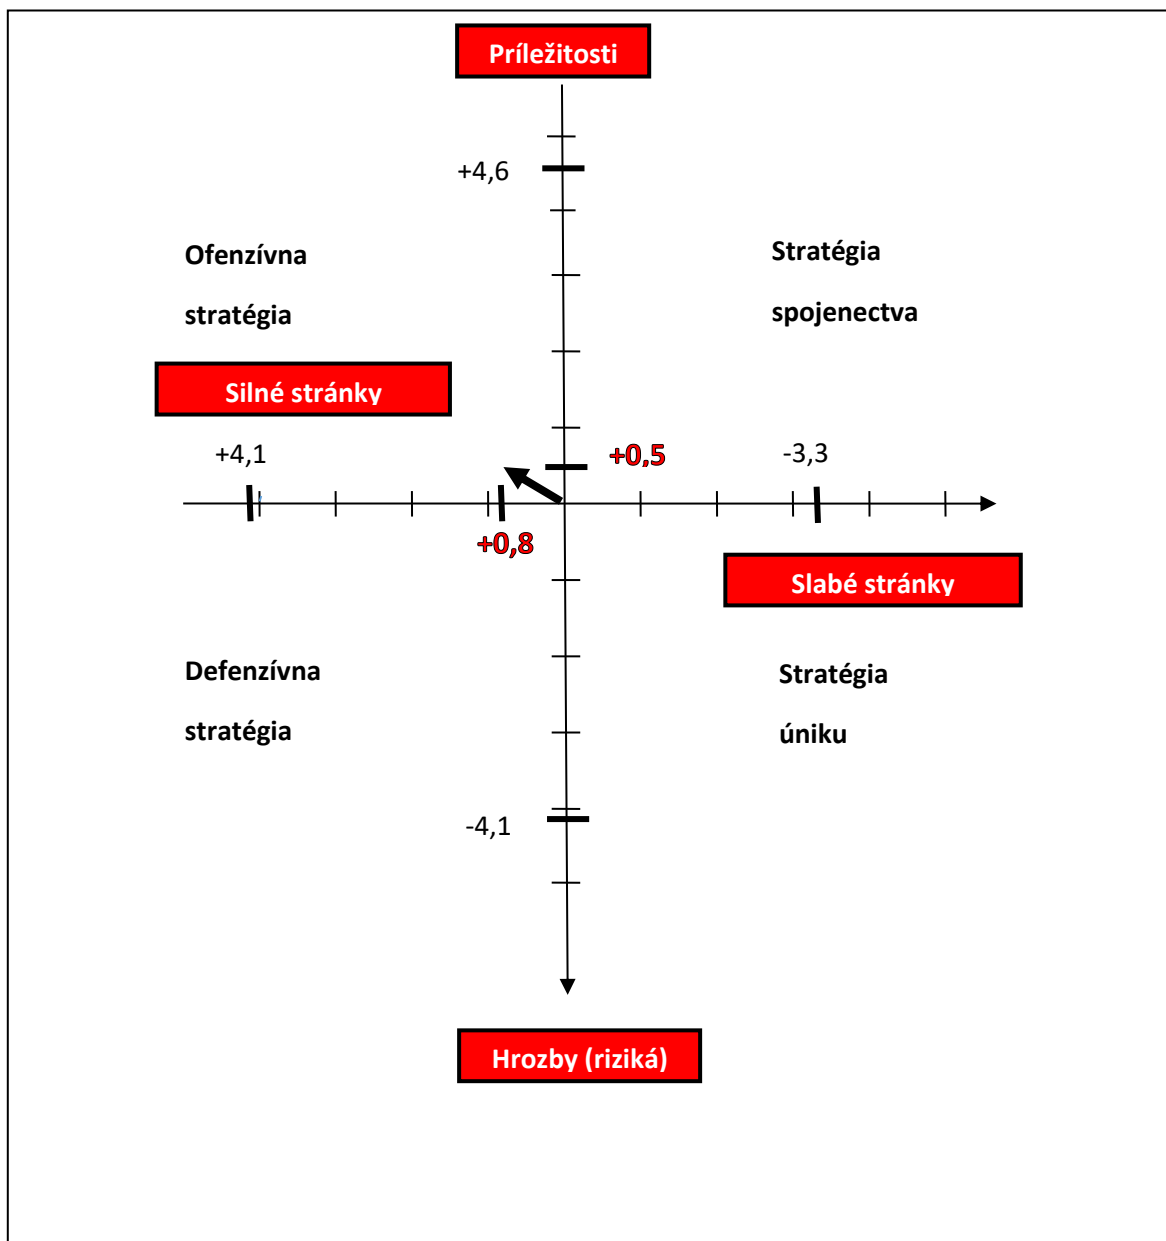 Príležitosti
+4,6
Ofenzívna
stratégia
Stratégia
spojenectva
Silné stránky
+4,1
+0,5
-3,3
+0,8
Slabé stránky
Defenzívna
stratégia
Stratégia
úniku
-4,1
Hrozby (riziká)